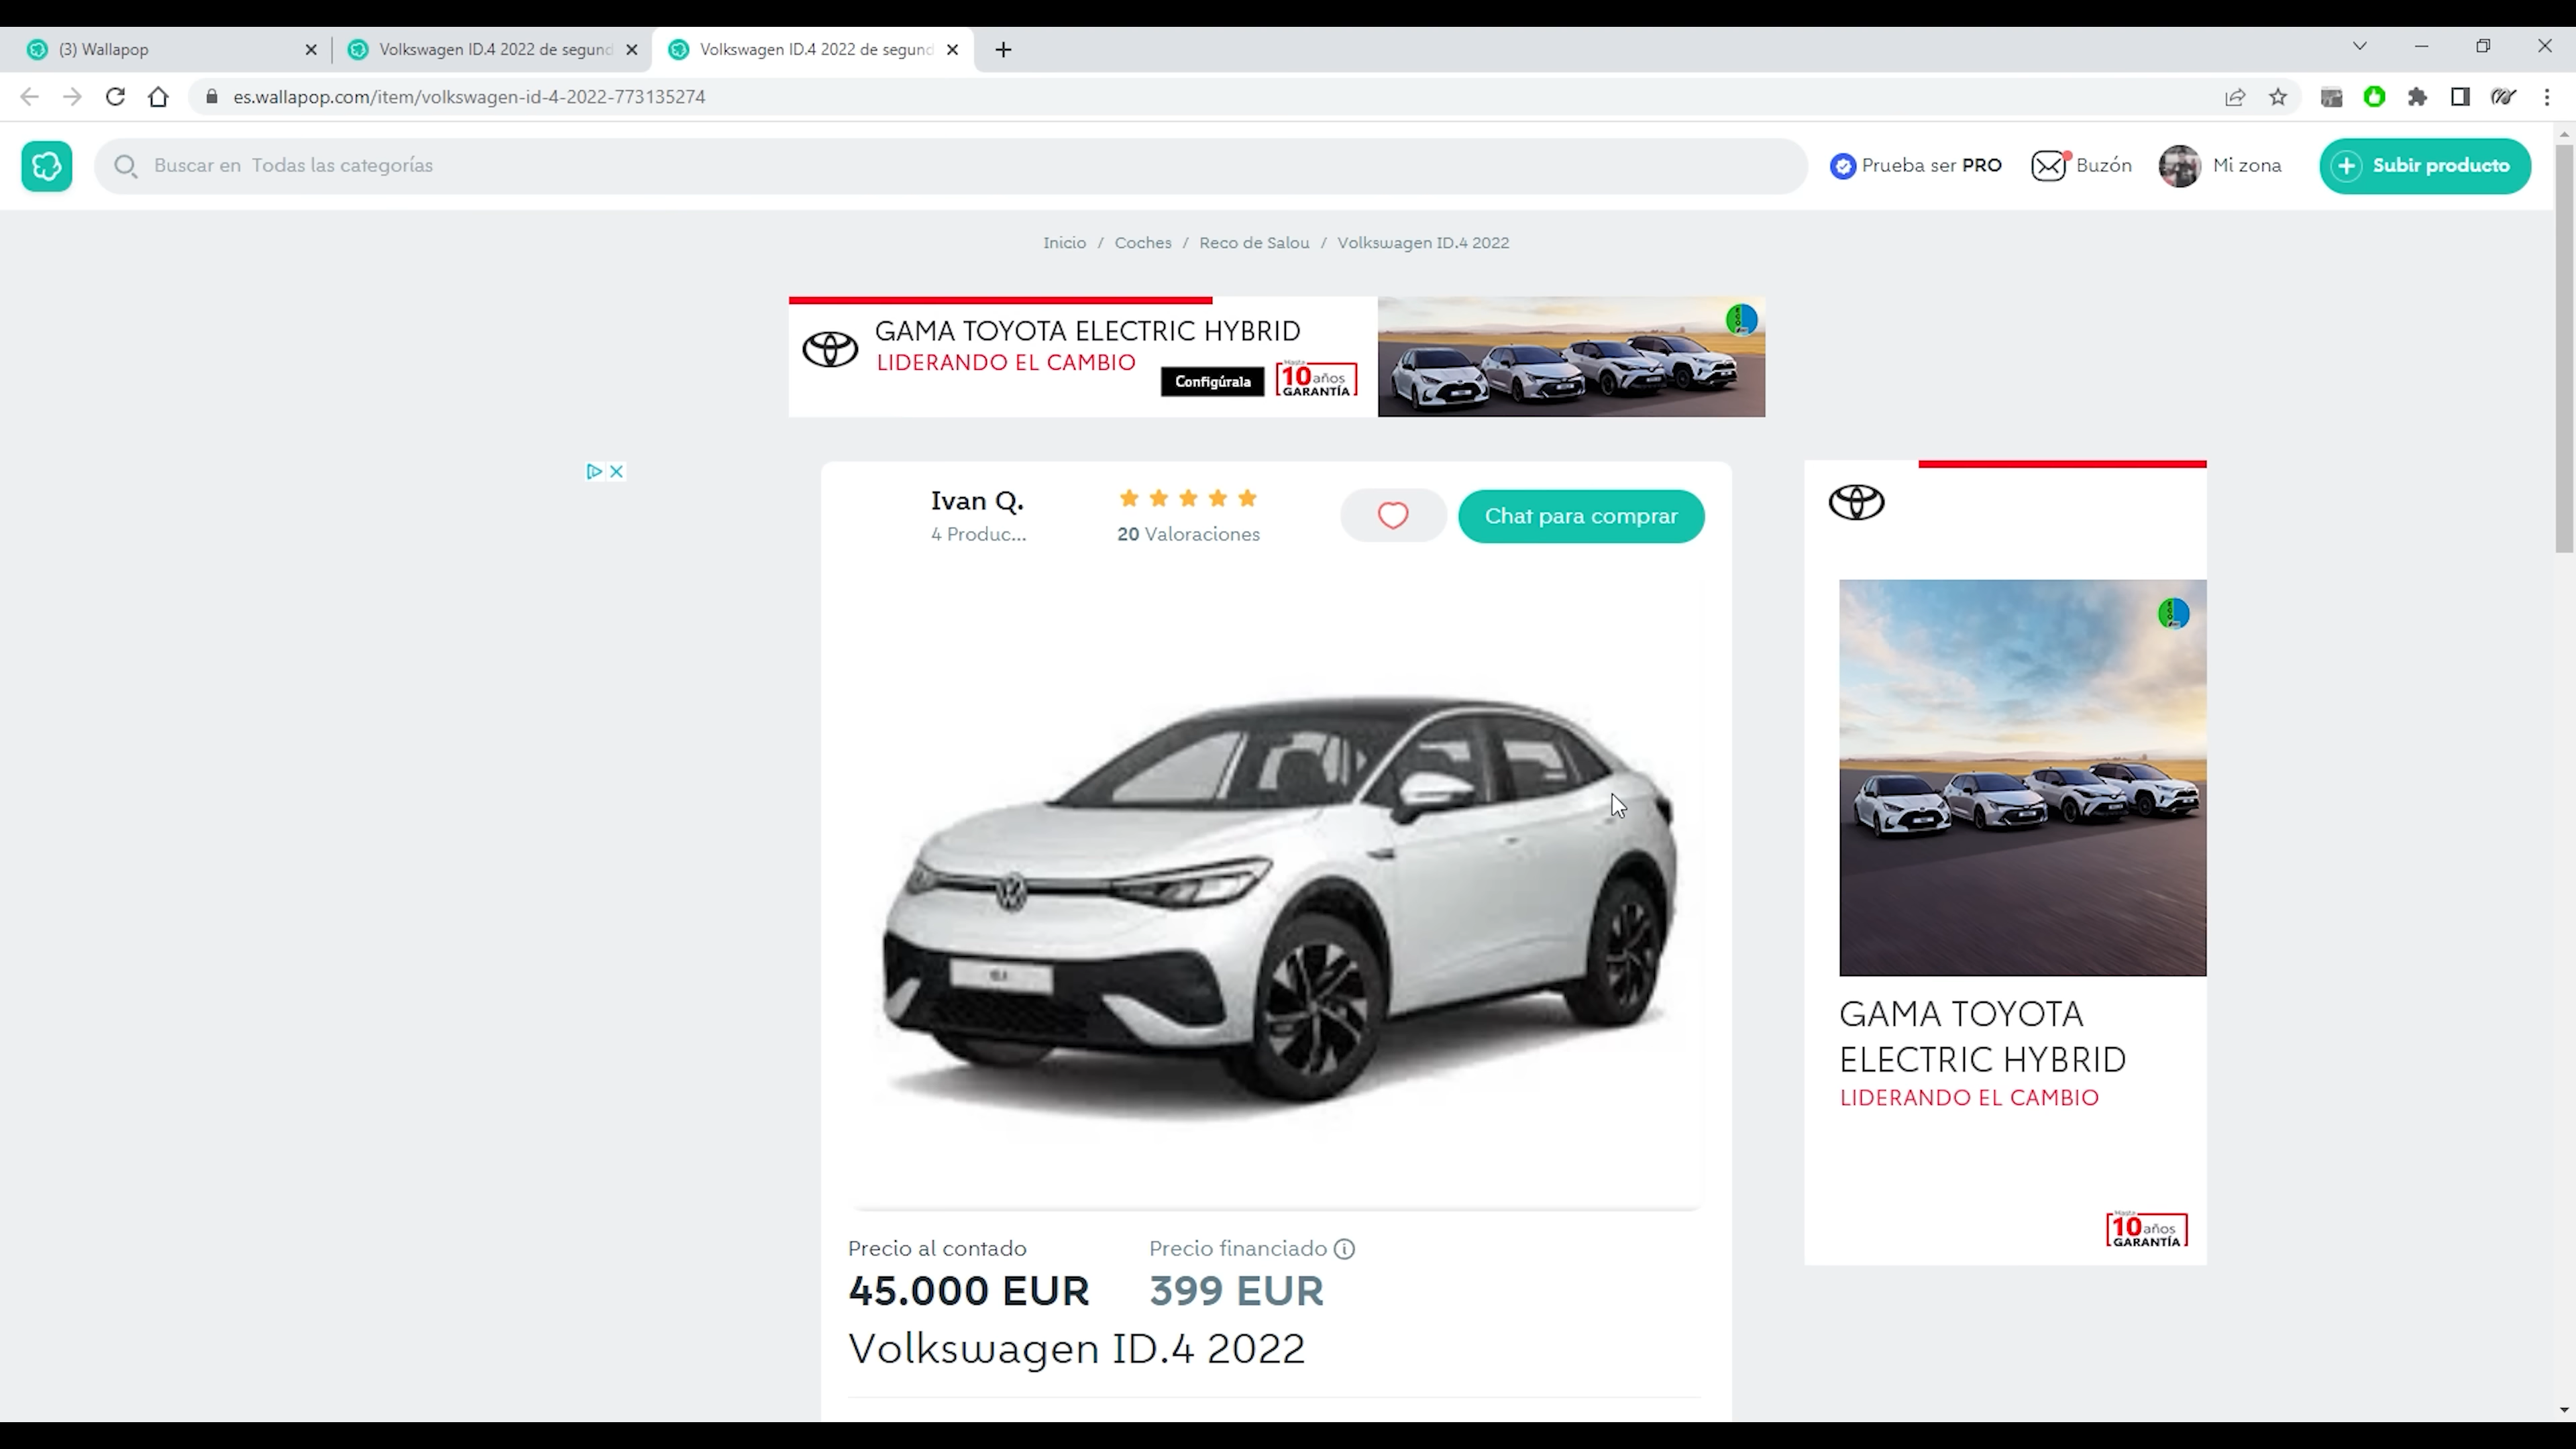 (3) Wallapop
Volkswagen ID.4 2022 de segund
Volkswagen ID.4 2022 de segund
es.wallapop.com/item/volkswagen-id-4-2022-773135274
Buscar en Todas las categorías
Prueba ser PRO
Buzón
Mi zona
Subir producto
Inicio / Coches / Reco de Salou / Volkswagen ID.4 2022
GAMA TOYOTA ELECTRIC HYBRID
LIDERANDO EL CAMBIO
Configúrala
Hasta
10 años
GARANTÍA
Ivan Q.
4 Produc...
20 Valoraciones
Chat para comprar
GAMA TOYOTA
ELECTRIC HYBRID
LIDERANDO EL CAMBIO
Hasta
10 años
GARANTÍA
Precio al contado
45.000 EUR
Precio financiado
399 EUR
Volkswagen ID.4 2022